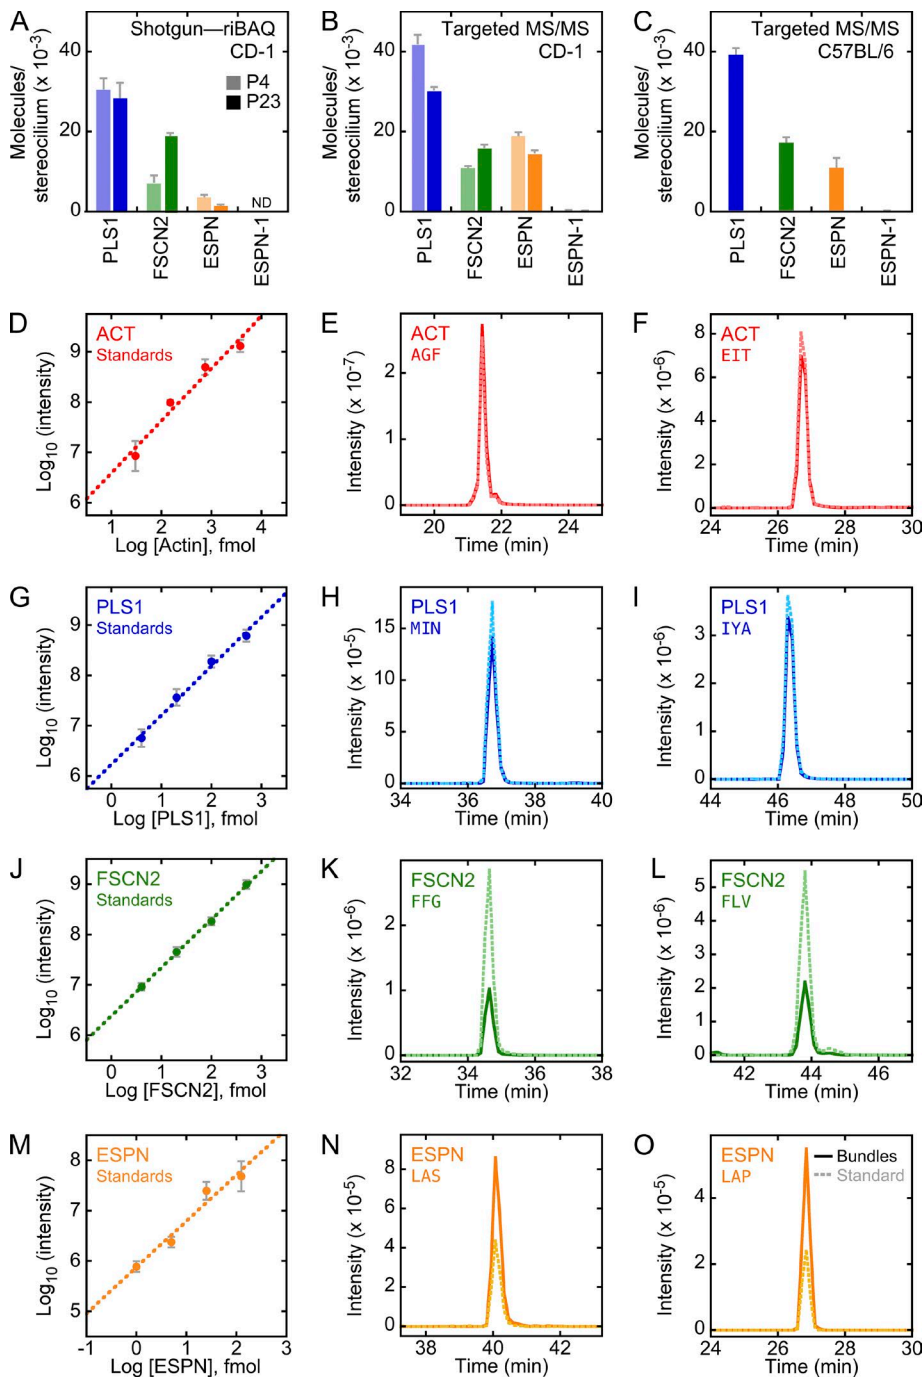 A
Shotgun—riBAQ
CD-1
Molecules/
stereocilium (x 10-3)
40
20
0
P4
P23
ND
PLS1
FSCN2
ESPN
ESPN-1
B
Targeted MS/MS
CD-1
Molecules/
stereocilium (x 10-3)
40
20
0
PLS1
FSCN2
ESPN
ESPN-1
C
Targeted MS/MS
C57BL/6
Molecules/
stereocilium (x 10-3)
40
20
0
PLS1
FSCN2
ESPN
ESPN-1
D
ACT
Standards
Log10 (intensity)
9
8
7
6
1 2 3 4
Log [Actin], fmol
E
ACT
AGF
Intensity (x 10-7)
2
1
0
20 22 24
Time (min)
F
ACT
EIT
Intensity (x 10-6)
8
6
4
2
0
24 26 28 30
Time (min)
G
PLS1
Standards
Log10 (intensity)
9
8
7
6
0 1 2 3
Log [PLS1], fmol
H
PLS1
MIN
Intensity (x 10-5)
15
10
5
0
34 36 38 40
Time (min)
I
PLS1
IYA
Intensity (x 10-6)
3
2
1
0
44 46 48 50
Time (min)
J
FSCN2
Standards
Log10 (intensity)
9
8
7
6
0 1 2 3
Log [FSCN2], fmol
K
FSCN2
FFG
Intensity (x 10-6)
2
1
0
32 34 36 38
Time (min)
L
FSCN2
FLV
Intensity (x 10-6)
5
4
3
2
1
0
42 44 46
Time (min)
M
ESPN
Standards
Log10 (intensity)
8
7
6
5
-1 0 1 2 3
Log [ESPN], fmol
N
ESPN
LAS
Intensity (x 10-5)
8
6
4
2
0
38 40 42
Time (min)
O
ESPN
LAP
Bundles
Standard
Intensity (x 10-5)
4
2
0
24 26 28 30
Time (min)